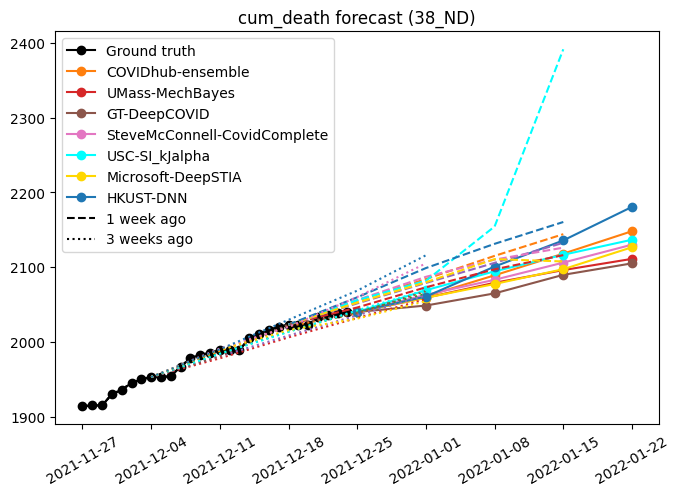 cum_death forecast (38_ND)
2400
2300
2200
2100
2000
1900
Ground truth
COVIDhub-ensemble
UMass-MechBayes
GT-DeepCOVID
SteveMcConnell-CovidComplete
USC-SI_kJalpha
Microsoft-DeepSTIA
HKUST-DNN
1 week ago
3 weeks ago
2021-11-27
2021-12-04
2021-12-11
2021-12-18
2021-12-25
2022-01-01
2022-01-08
2022-01-15
2022-01-22